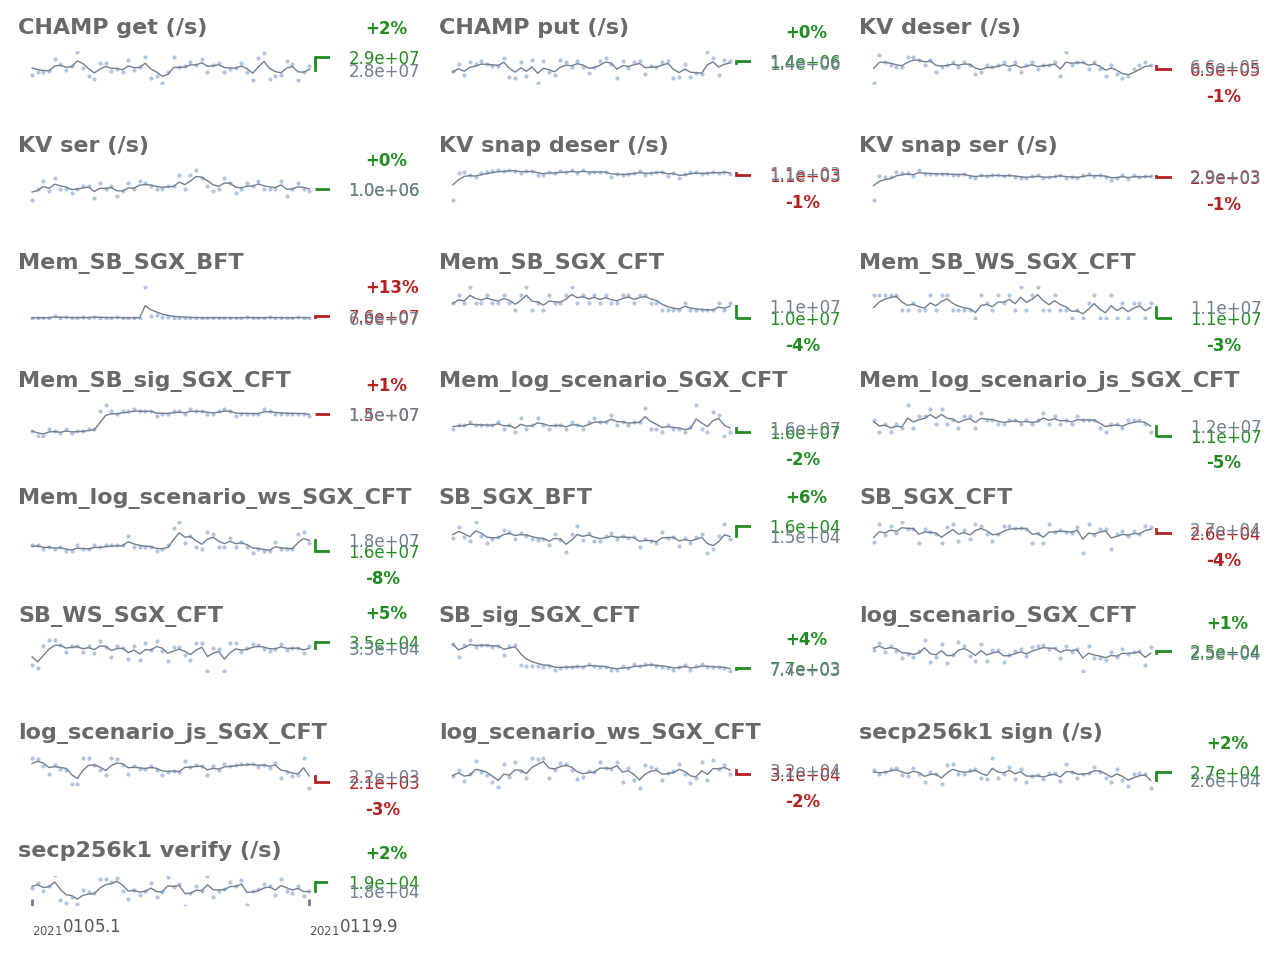 CHAMP get (/s)
+2%
2.9e+07
2.8e+07
CHAMP put (/s)
+0%
1.4e+06
KV deser (/s)
6.6e+05
6.5e+05
-1%
KV ser (/s)
+0%
1.0e+06
KV snap deser (/s)
1.1e+03
1.1e+03
-1%
KV snap ser (/s)
2.9e+03
2.9e+03
-1%
Mem_SB_SGX_BFT
+13%
7.6e+07
Mem_SB_SGX_CFT
1.1e+07
1.0e+07
-4%
Mem_SB_WS_SGX_CFT
1.1e+07
1.1e+07
-3%
Mem_SB_sig_SGX_CFT
+1%
Mem_log_scenario_SGX_CFT
1.6e+07
1.6e+07
-2%
Mem_log_scenario_js_SGX_CFT
1.2e+07
1.1e+07
-5%
Mem_log_scenario_ws_SGX_CFT
1.8e+07
1.6e+07
-8%
SB_SGX_BFT
+6%
1.6e+04
1.5e+04
SB_SGX_CFT
2.7e+04
2.6e+04
-4%
SB_WS_SGX_CFT
+5%
3.5e+04
3.3e+04
SB_sig_SGX_CFT
+4%
7.7e+03
7.4e+03
log_scenario_SGX_CFT
+1%
2.5e+04
2.5e+04
log_scenario_js_SGX_CFT
2.2e+03
2.1e+03
-3%
log_scenario_ws_SGX_CFT
3.2e+04
3.1e+04
-2%
secp256k1 sign (/s)
+2%
2.7e+04
2.6e+04
secp256k1 verify (/s)
+2%
1.9e+04
1.8e+04
2021 0105.1
2021 0119.9